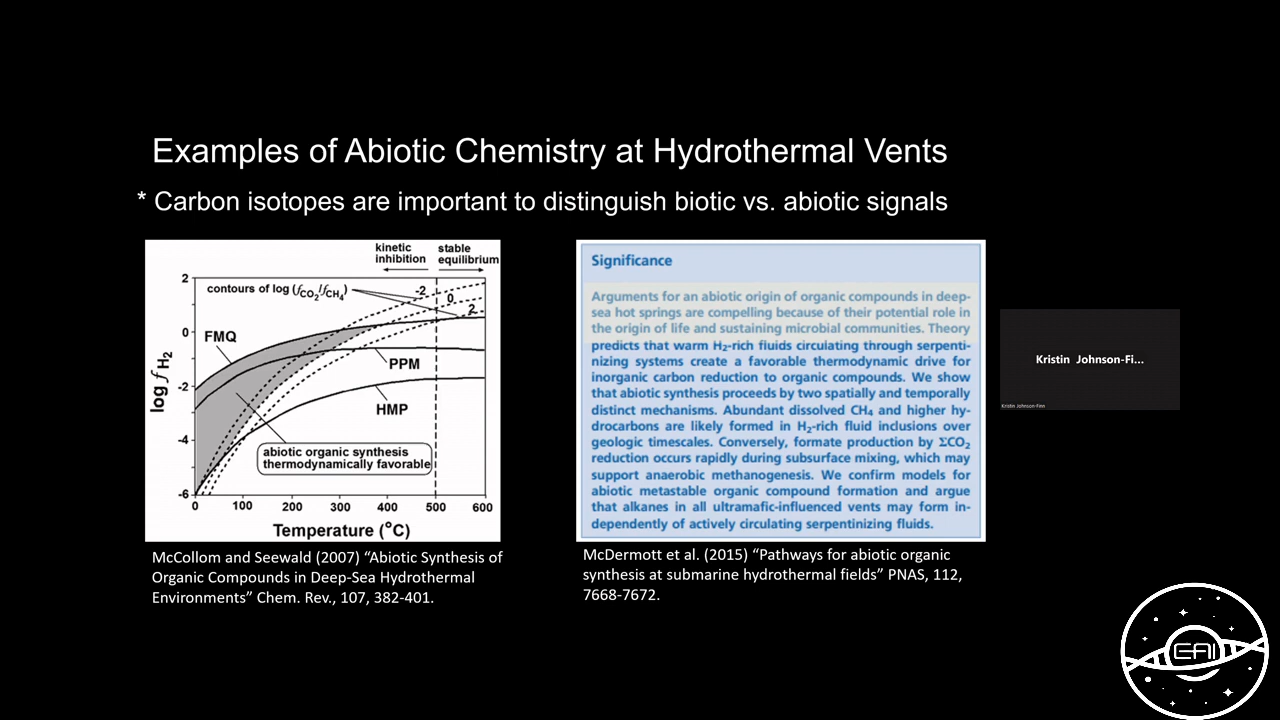 Examples of Abiotic Chemistry at Hydrothermal Vents
* Carbon isotopes are important to distinguish biotic vs. abiotic signals
kinetic inhibition
stable equilibrium
contours of log (fCO2/fCH4)
-2
0
2
FMQ
PPM
HMP
abiotic organic synthesis
thermodynamically favorable
log fH2
2
0
-2
-4
-6
0 100 200 300 400 500 600
Temperature (°C)
McCollom and Seewald (2007) “Abiotic Synthesis of
Organic Compounds in Deep-Sea Hydrothermal
Environments” Chem. Rev., 107, 382-401.
Significance
Arguments for an abiotic origin of organic compounds in deep-
sea hot springs are compelling because of their potential role in
the origin of life and sustaining microbial communities. Theory
predicts that warm H2-rich fluids circulating through serpenti-
nizing systems create a favorable thermodynamic drive for
inorganic carbon reduction to organic compounds. We show
that abiotic synthesis proceeds by two spatially and temporally
distinct mechanisms. Abundant dissolved CH4 and higher hy-
drocarbons are likely formed in H2-rich fluid inclusions over
geologic timescales. Conversely, formate production by ΣCO2
reduction occurs rapidly during subsurface mixing, which may
support anaerobic methanogenesis. We confirm models for
abiotic metastable organic compound formation and argue
that alkanes in all ultramafic-influenced vents may form in-
dependently of actively circulating serpentinizing fluids.
McDermott et al. (2015) “Pathways for abiotic organic
synthesis at submarine hydrothermal fields” PNAS, 112,
7668-7672.
Kristin Johnson-Fi...
Kristin Johnson-Finn
EAI